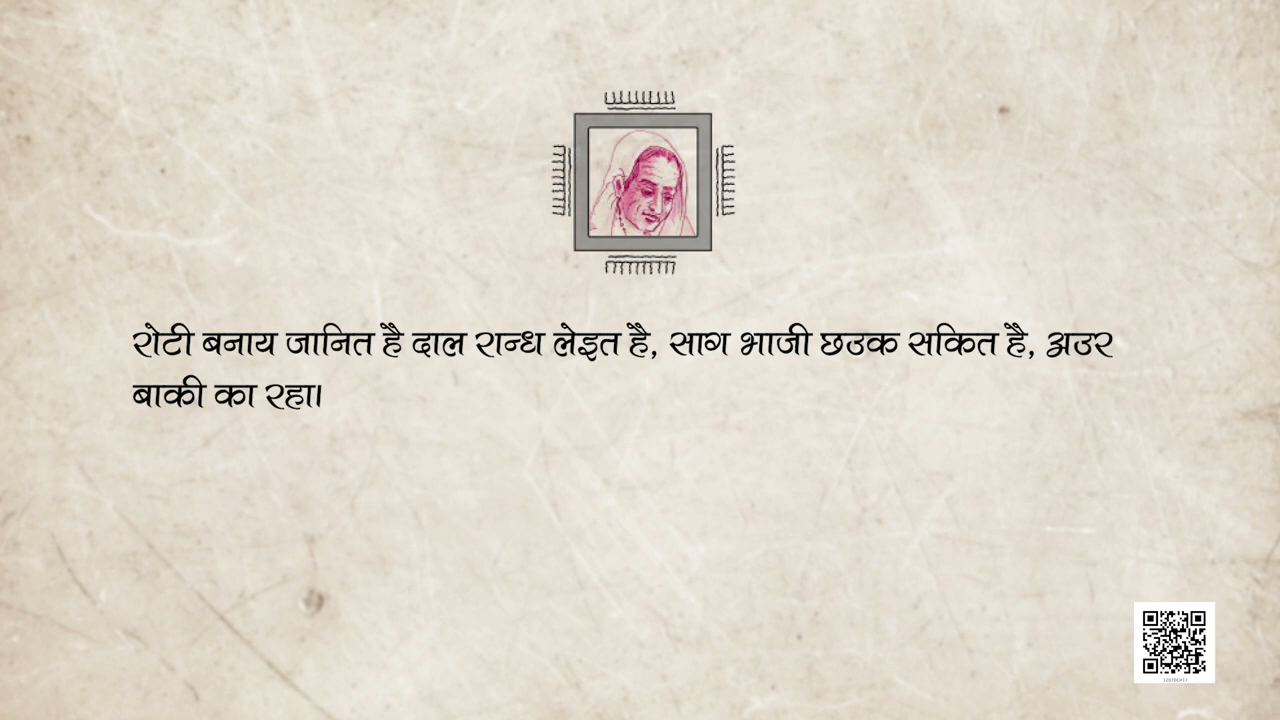 रोटी बनाय जानित है दाल रान्ध लेइत है, साग भाजी छउक सकित है, अउर
बाकी का रहा।